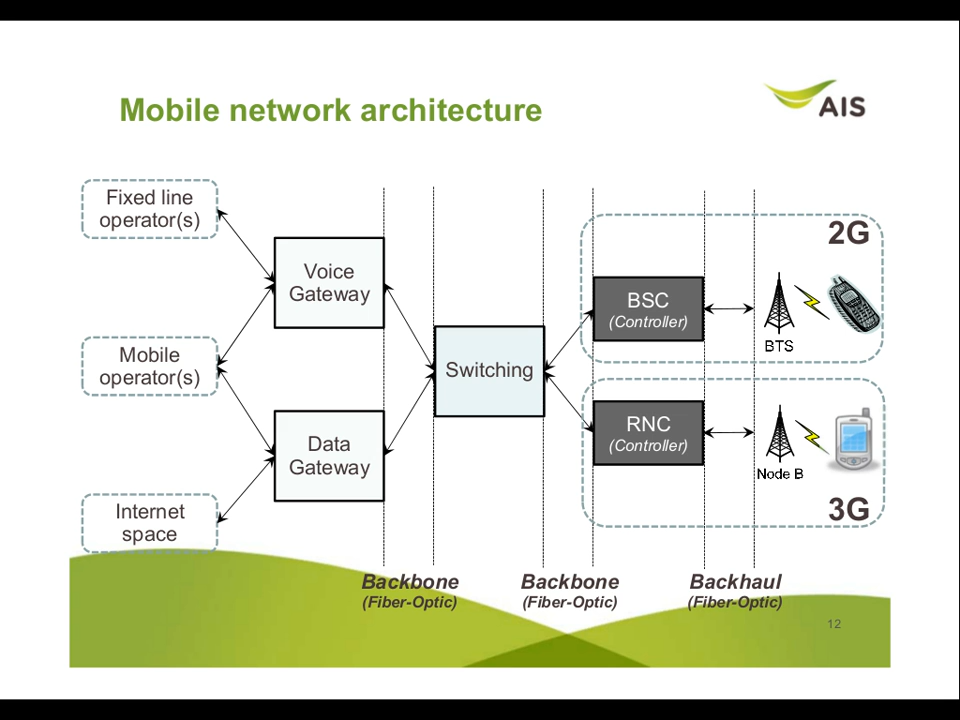 Mobile network architecture
AIS
Fixed line
operator(s)
Voice
Gateway
Mobile
operator(s)
Data
Gateway
Internet
space
Switching
2G
BSC
(Controller)
BTS
RNC
(Controller)
Node B
3G
Backbone
(Fiber-Optic)
Backbone
(Fiber-Optic)
Backhaul
(Fiber-Optic)
12